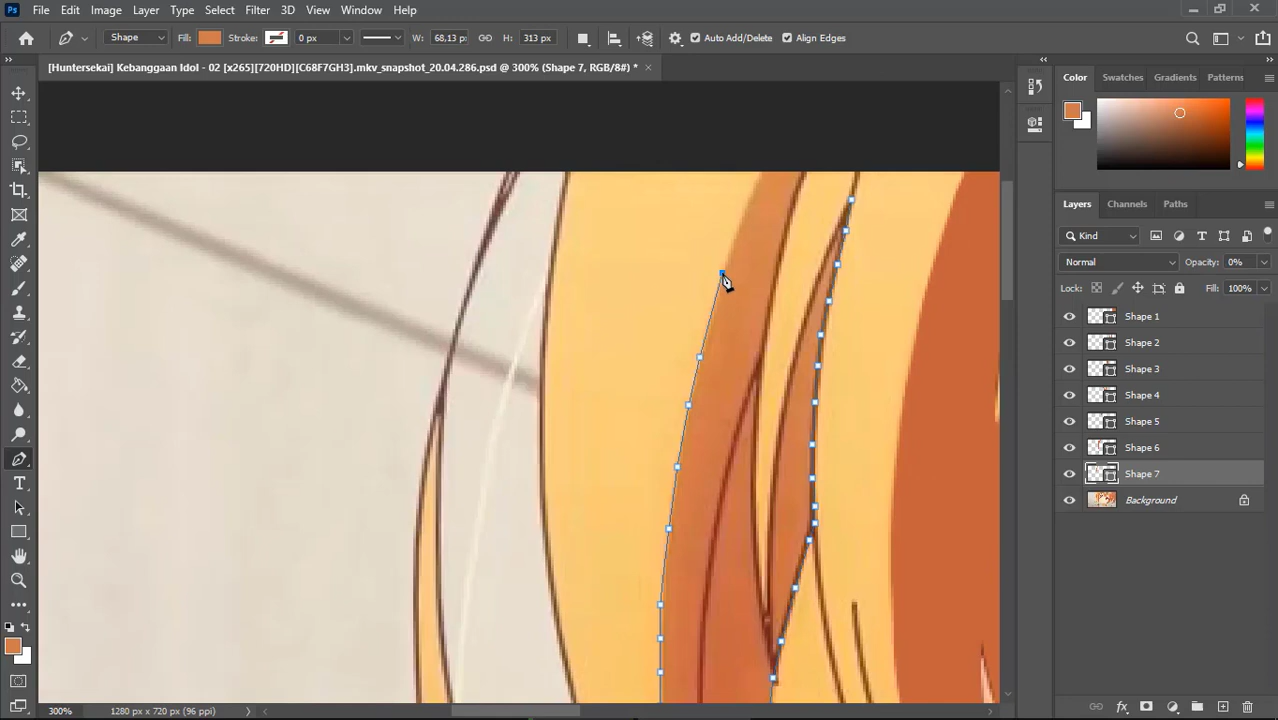 Ps File Edit Image Layer Type Select Filter 3D View Window Help
Shape Fill: Stroke: 0 px W: 68,13 px H: 313 px Auto Add/Delete Align Edges
[Huntersekai] Kebanggaan Idol - 02 [x265][720HD][C68F7GH3].mkv_snapshot_20.04.286.psd @ 300% (Shape 7, RGB/8#) *
Color Swatches Gradients Patterns
Layers Channels Paths
Kind
Normal Opacity: 0%
Lock: Fill: 100%
Shape 1
Shape 2
Shape 3
Shape 4
Shape 5
Shape 6
Shape 7
Background
300% 1280 px x 720 px (96 ppi)